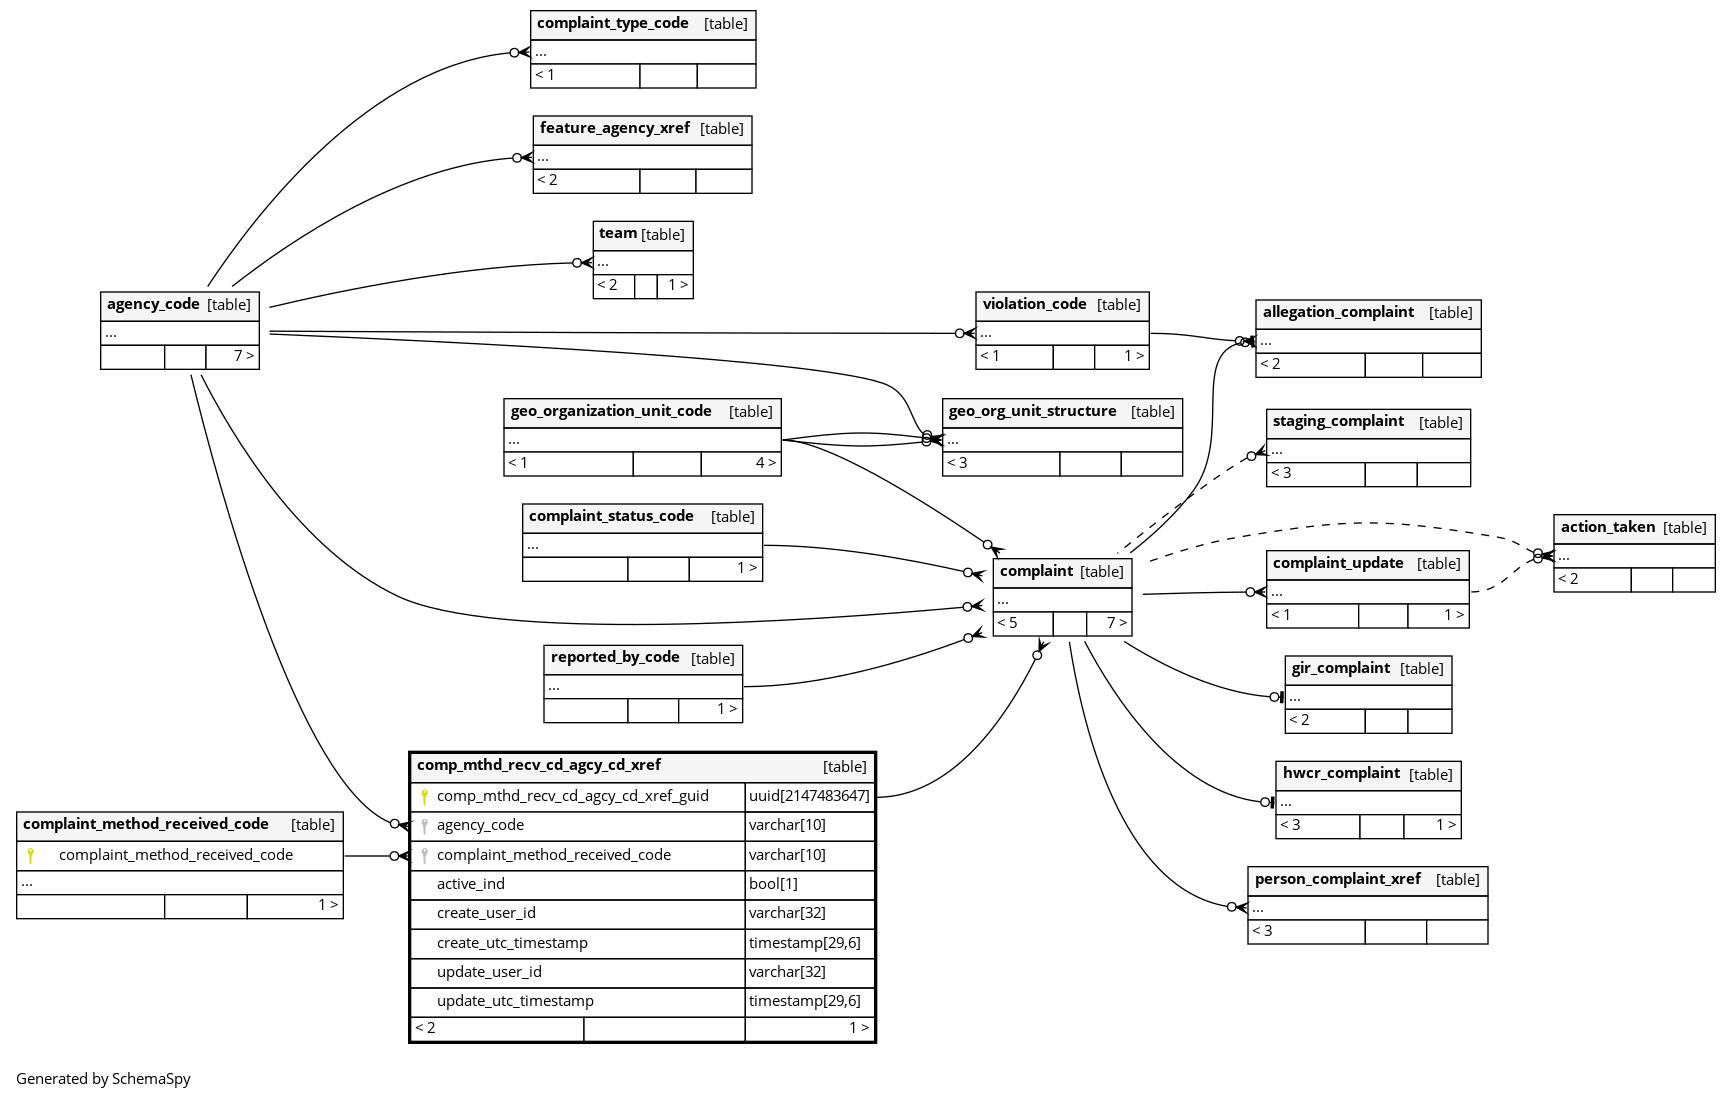 complaint_type_code [table]
...
< 1
feature_agency_xref [table]
...
< 2
team [table]
...
< 2 1 >
agency_code [table]
...
7 >
violation_code [table]
...
< 1 1 >
allegation_complaint [table]
...
< 2
geo_organization_unit_code [table]
...
< 1 4 >
geo_org_unit_structure [table]
...
< 3
staging_complaint [table]
...
< 3
complaint_status_code [table]
...
1 >
action_taken [table]
...
< 2
complaint [table]
...
< 5 7 >
complaint_update [table]
...
< 1 1 >
reported_by_code [table]
...
1 >
gir_complaint [table]
...
< 2
hwcr_complaint [table]
...
< 3 1 >
person_complaint_xref [table]
...
< 3
complaint_method_received_code [table]
complaint_method_received_code
...
1 >
comp_mthd_recv_cd_agcy_cd_xref [table]
comp_mthd_recv_cd_agcy_cd_xref_guid uuid[2147483647]
agency_code varchar[10]
complaint_method_received_code varchar[10]
active_ind bool[1]
create_user_id varchar[32]
create_utc_timestamp timestamp[29,6]
update_user_id varchar[32]
update_utc_timestamp timestamp[29,6]
< 2 1 >
Generated by SchemaSpy